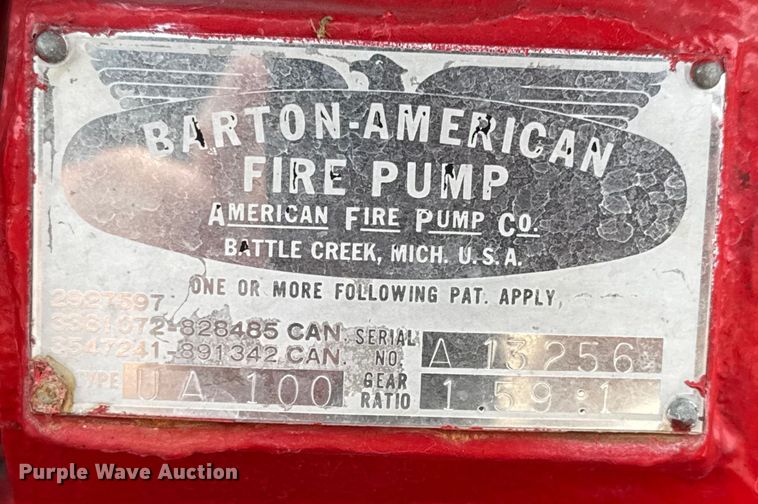 BARTON-AMERICAN
FIRE PUMP
AMERICAN FIRE PUMP CO.
BATTLE CREEK, MICH. U.S.A.
ONE OR MORE FOLLOWING PAT. APPLY,
2927597
3361072-828485 CAN.
3547241-891342 CAN.
SERIAL NO. A 13256
TYPE UA 100
GEAR RATIO 1.59:1
Purple Wave Auction